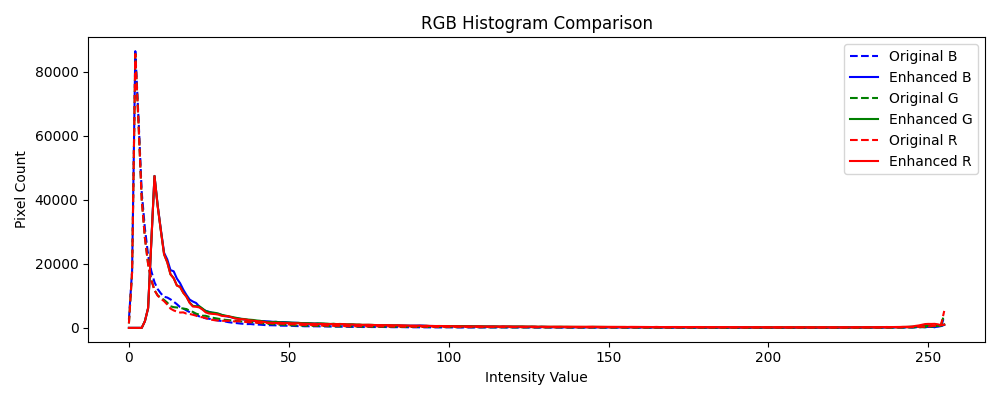 RGB Histogram Comparison
Original B
Enhanced B
Original G
Enhanced G
Original R
Enhanced R
Pixel Count
80000
60000
40000
20000
0
0 50 100 150 200 250
Intensity Value